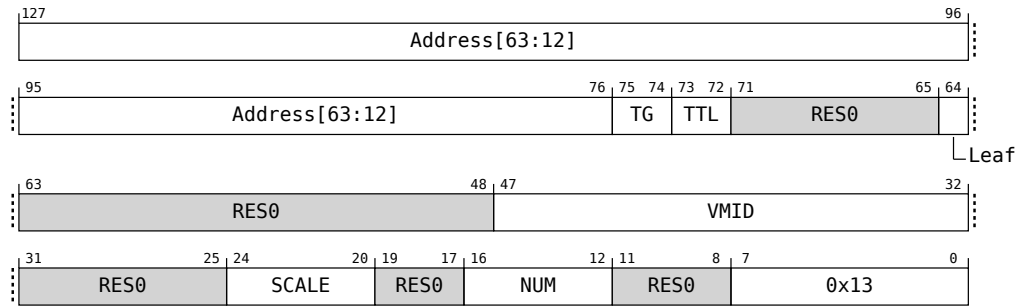 127 96
Address[63:12]
95 76 75 74 73 72 71 65 64
Address[63:12] TG TTL RES0
Leaf
63 48 47 32
RES0 VMID
31 25 24 20 19 17 16 12 11 8 7 0
RES0 SCALE RES0 NUM RES0 0x13